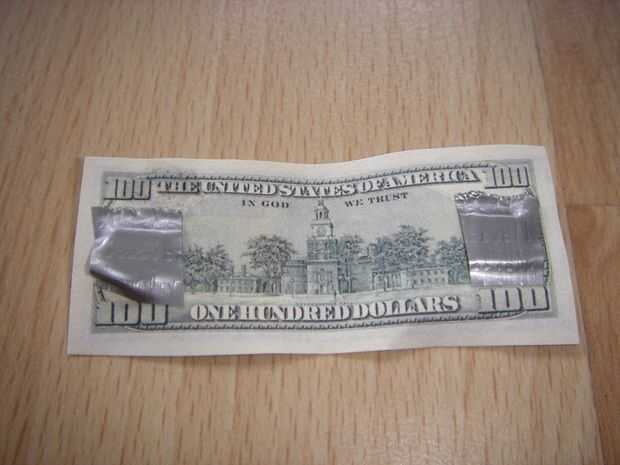 100 THE UNITED STATES OF AMERICA 100
IN GOD WE TRUST
100 ONE HUNDRED DOLLARS 100